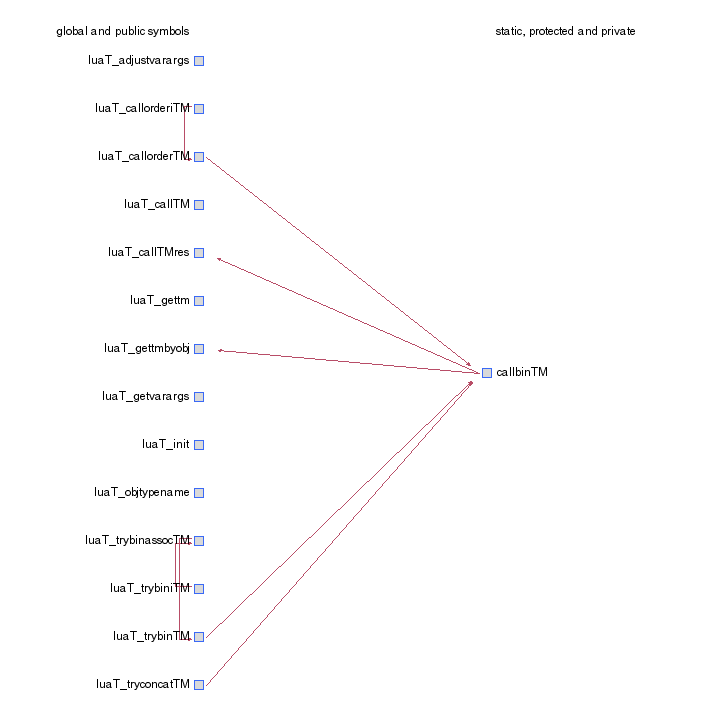 global and public symbols
static, protected and private
luaT_adjustvarargs
luaT_callorderiTM
luaT_callorderTM
luaT_callTM
luaT_callTMres
luaT_gettm
luaT_gettmbyobj
callbinTM
luaT_getvarargs
luaT_init
luaT_objtypename
luaT_trybinassocTM
luaT_trybiniTM
luaT_trybinTM
luaT_tryconcatTM